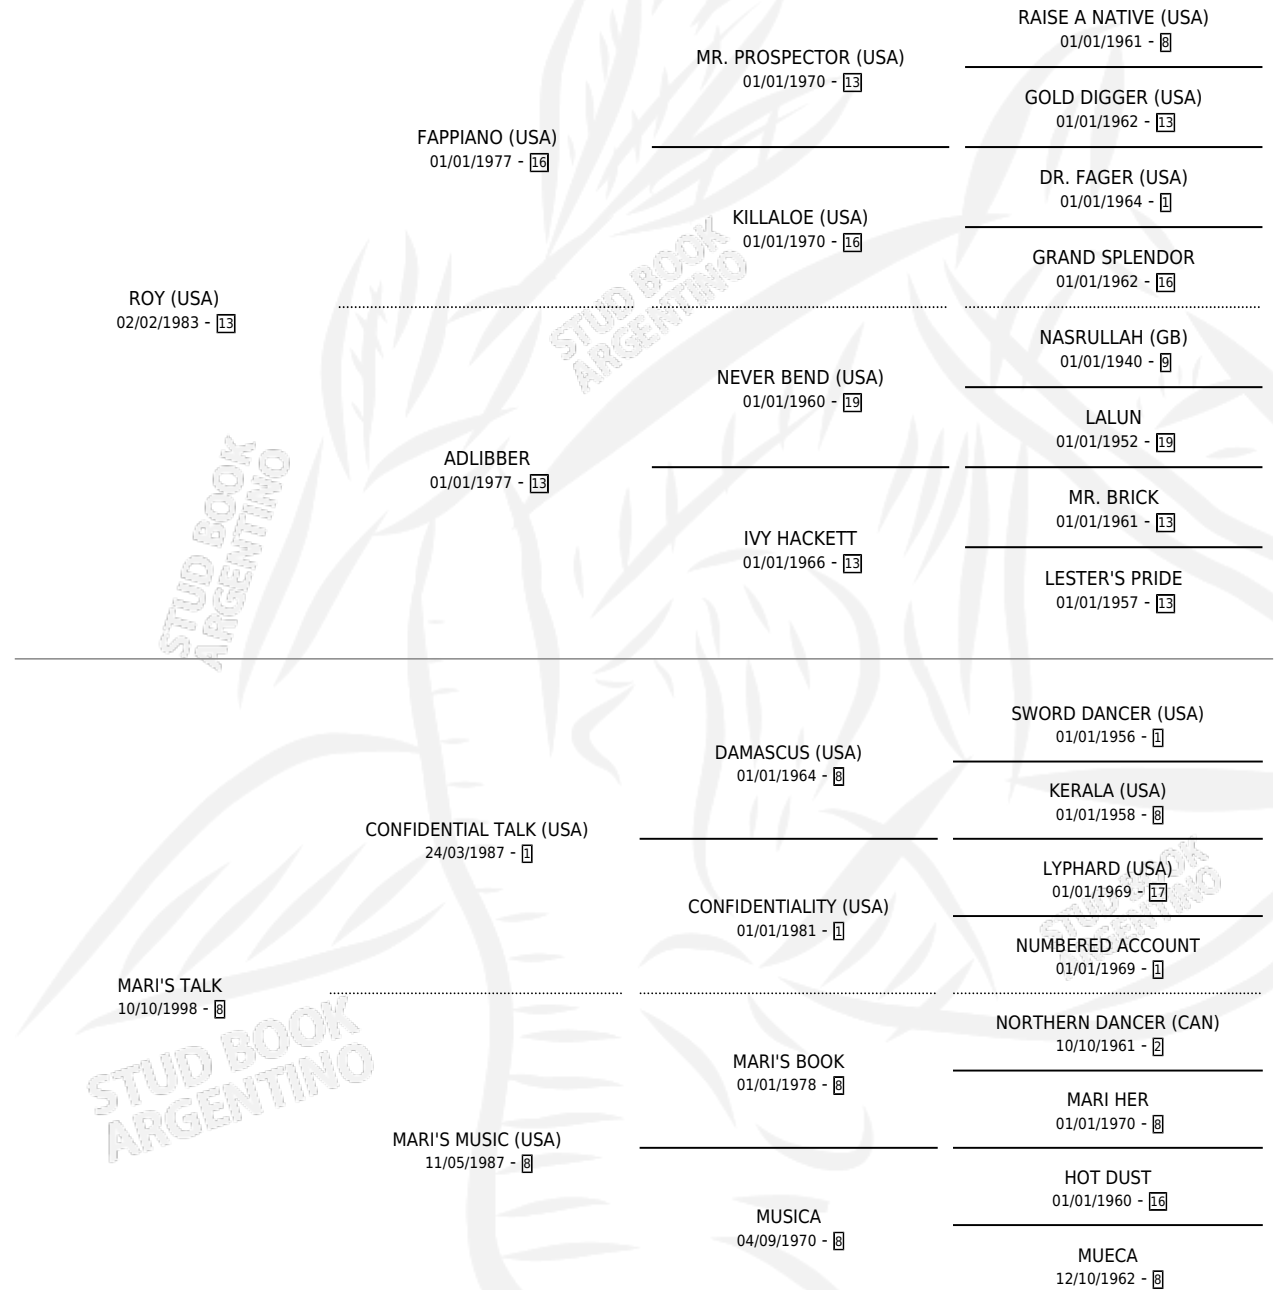 RAISE A NATIVE (USA)
01/01/1961 - 8
MR. PROSPECTOR (USA)
01/01/1970 - 13
GOLD DIGGER (USA)
01/01/1962 - 13
FAPPIANO (USA)
01/01/1977 - 16
DR. FAGER (USA)
01/01/1964 - 1
KILLALOE (USA)
01/01/1970 - 16
GRAND SPLENDOR
01/01/1962 - 16
ROY (USA)
02/02/1983 - 13
STUD BOOK
ARGENTINO
NASRULLAH (GB)
01/01/1940 - 9
NEVER BEND (USA)
01/01/1960 - 19
LALUN
01/01/1952 - 19
ADLIBBER
01/01/1977 - 13
MR. BRICK
01/01/1961 - 13
IVY HACKETT
01/01/1966 - 13
LESTER'S PRIDE
01/01/1957 - 13
STUD BOOK
ARGENTINO
SWORD DANCER (USA)
01/01/1956 - 1
DAMASCUS (USA)
01/01/1964 - 8
KERALA (USA)
01/01/1958 - 8
CONFIDENTIAL TALK (USA)
24/03/1987 - 1
LYPHARD (USA)
01/01/1969 - 17
CONFIDENTIALITY (USA)
01/01/1981 - 1
STUD BOOK
ARGENTINO
NUMBERED ACCOUNT
01/01/1969 - 1
MARI'S TALK
10/10/1998 - 8
NORTHERN DANCER (CAN)
10/10/1961 - 2
MARI'S BOOK
01/01/1978 - 8
STUD BOOK
ARGENTINO
MARI HER
01/01/1970 - 8
MARI'S MUSIC (USA)
11/05/1987 - 8
HOT DUST
01/01/1960 - 16
MUSICA
04/09/1970 - 8
MUECA
12/10/1962 - 8